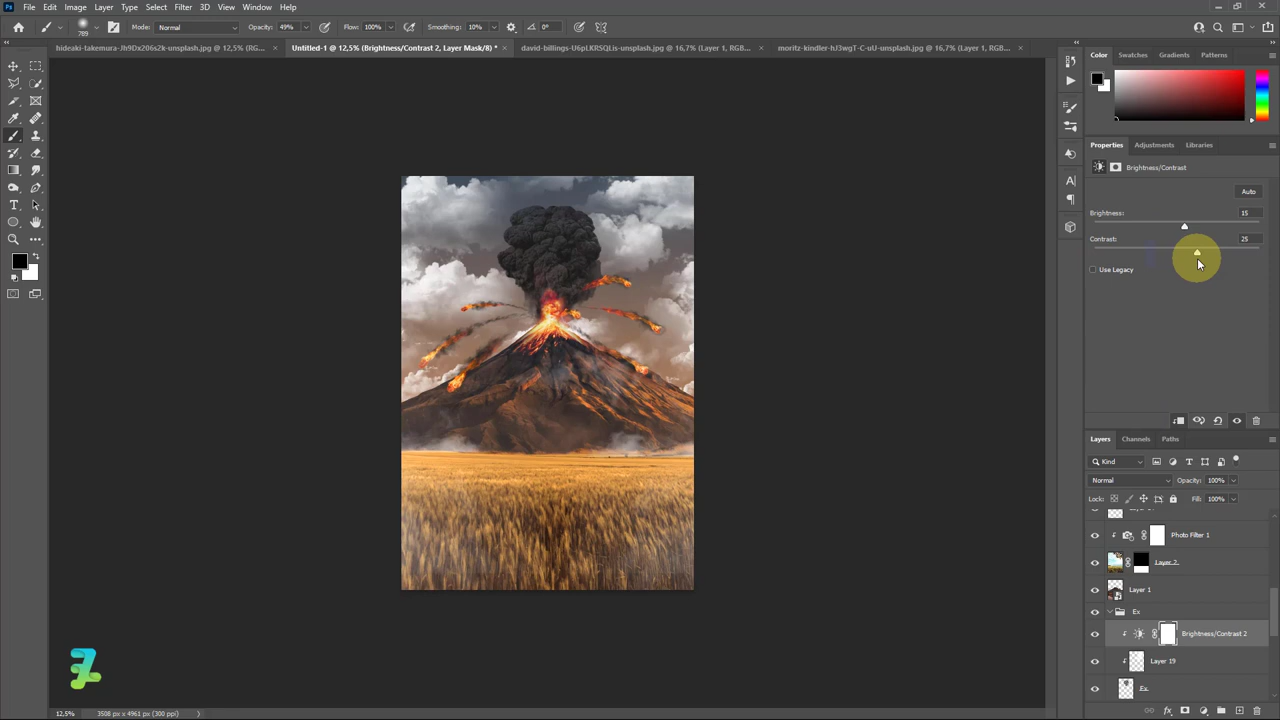 File Edit Image Layer Type Select Filter 3D View Window Help
789 Mode: Normal Opacity: 49% Flow: 100% Smoothing: 10% 0°
hideaki-takemura-Jh9Dx206s2k-unsplash.jpg @ 12,5% (RG... × Untitled-1 @ 12,5% (Brightness/Contrast 2, Layer Mask/8) * × david-billings-U6pLKRSQLis-unsplash.jpg @ 16,7% (Layer 1, RGB... × moritz-kindler-hJ3wgT-C-uU-unsplash.jpg @ 16,7% (Layer 1, RGB... ×
Color Swatches Gradients Patterns
Properties Adjustments Libraries
Brightness/Contrast
Auto
Brightness: 15
Contrast: 25
Use Legacy
Layers Channels Paths
Kind
Normal Opacity: 100%
Lock: Fill: 100%
Photo Filter 1
Layer 2
Layer 1
Ex
Brightness/Contrast 2
Layer 19
Ex
12,5% 3508 px x 4961 px (300 ppi)